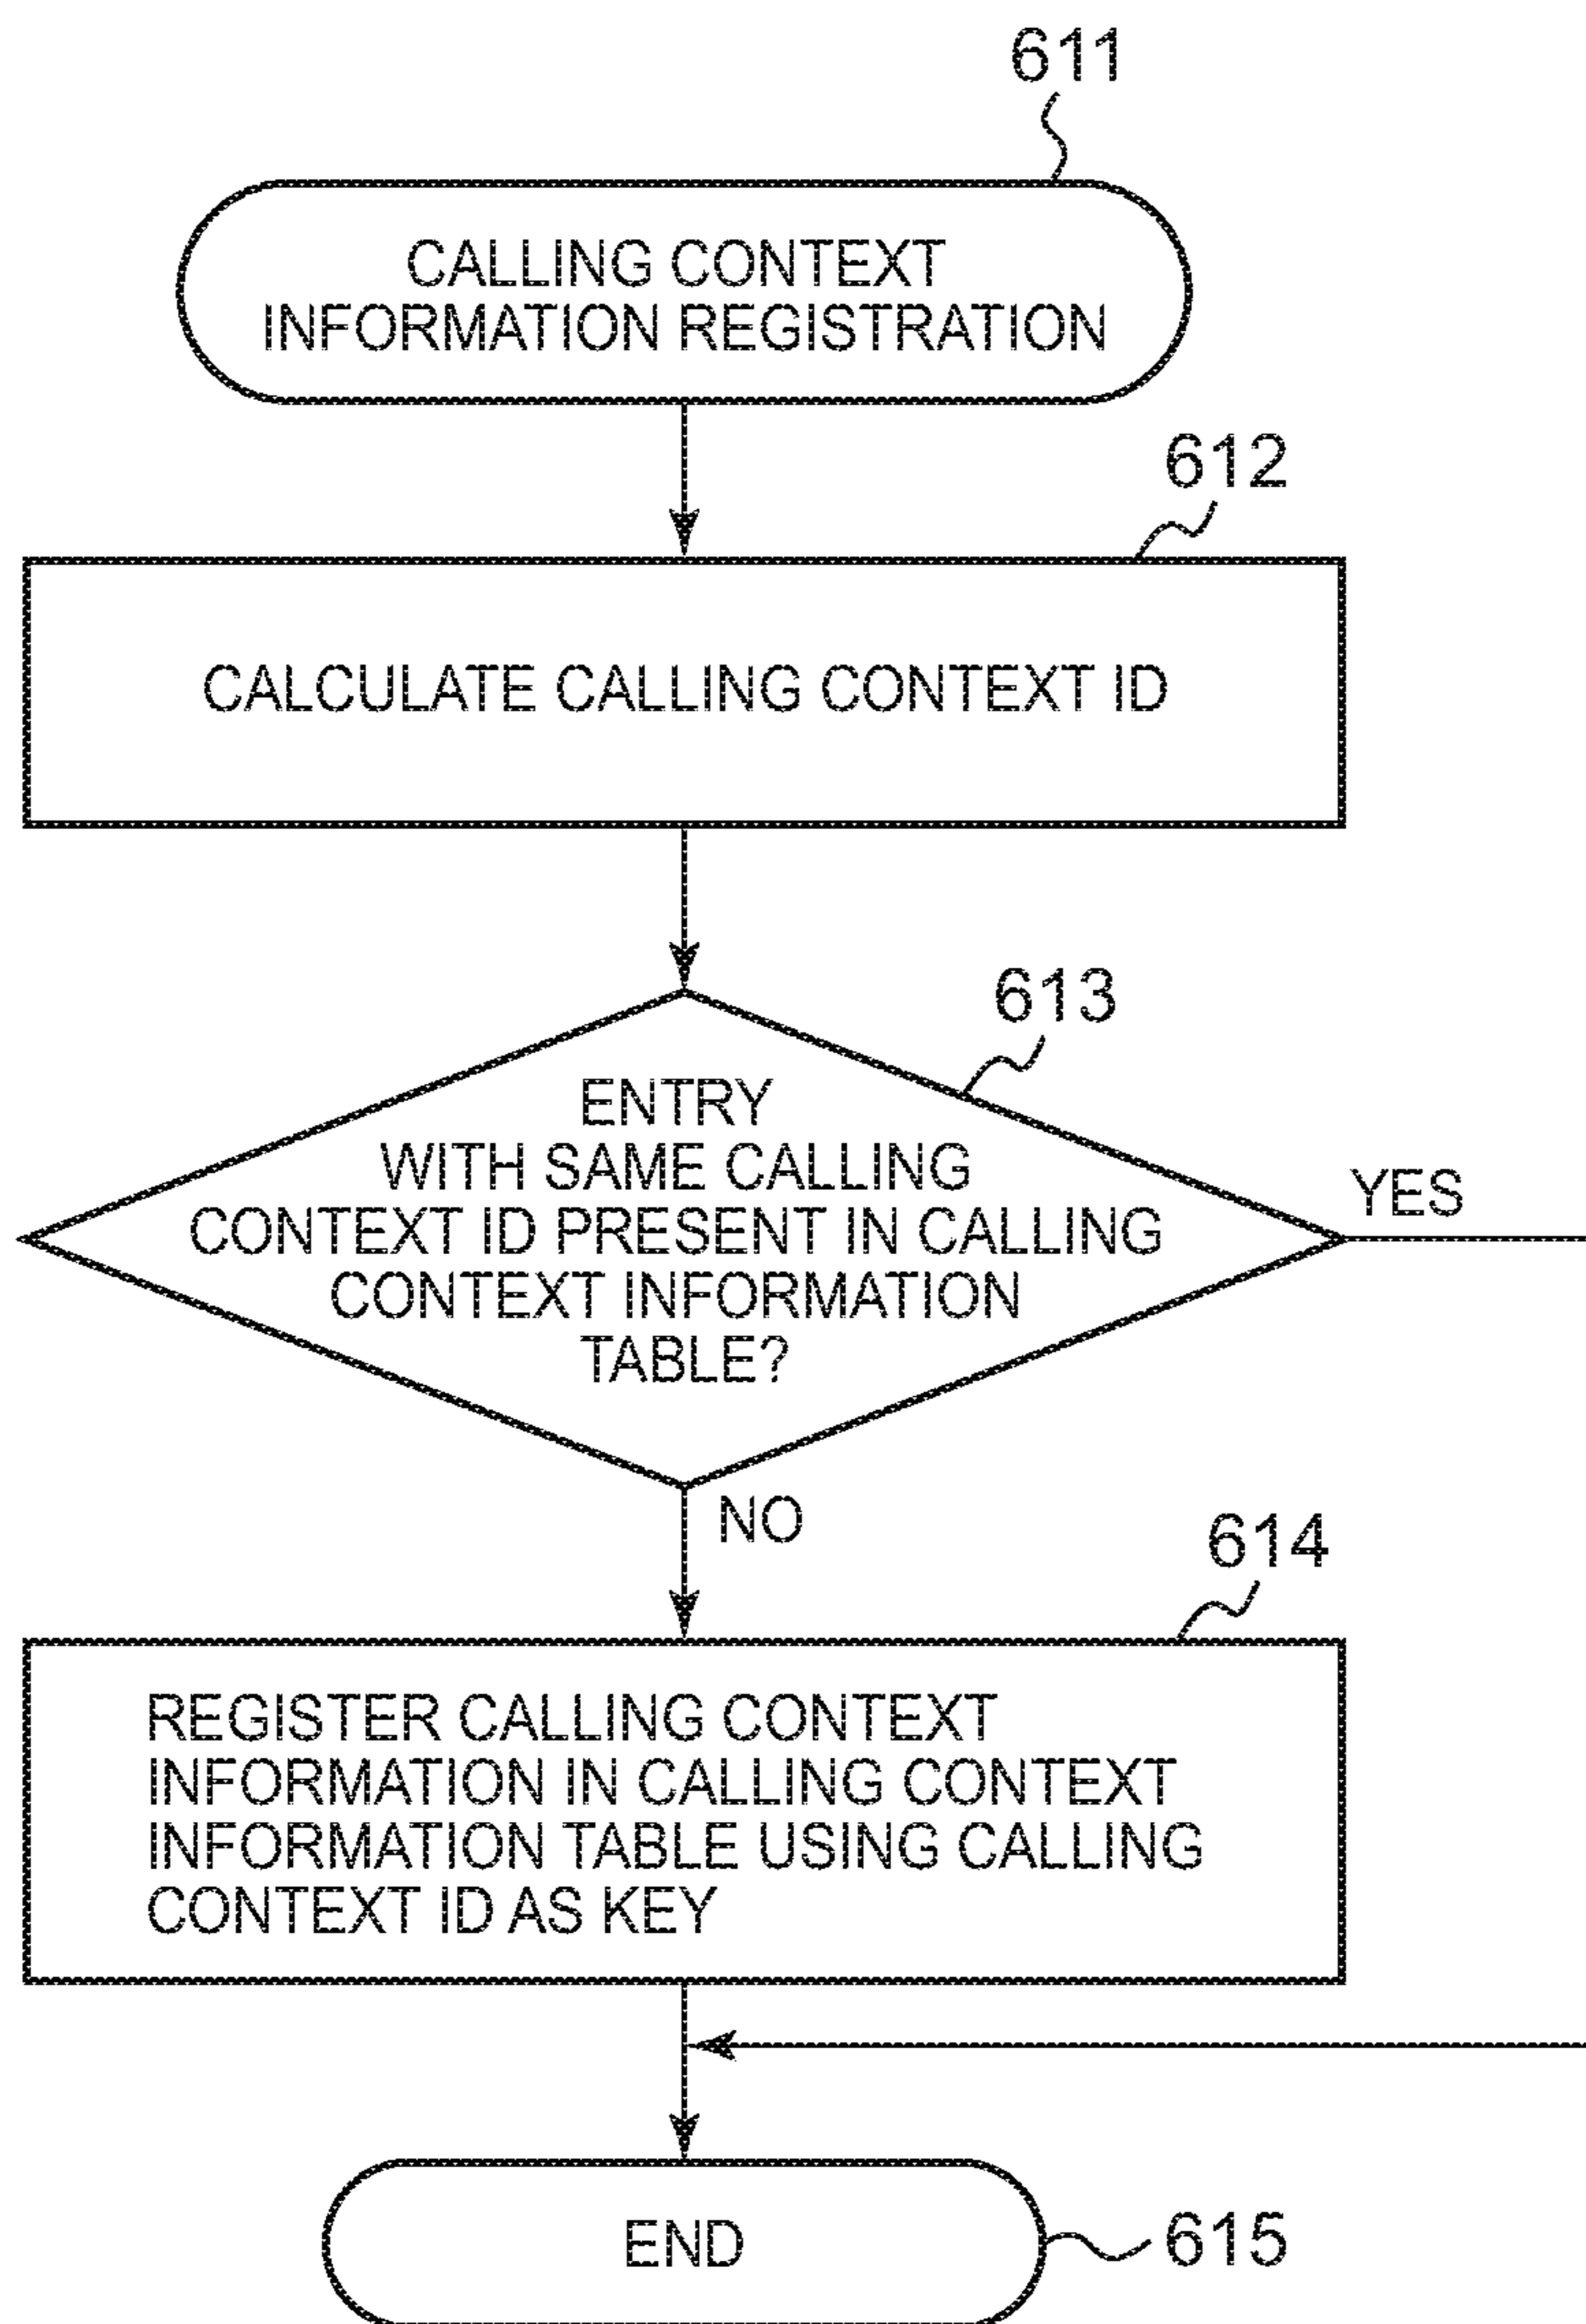 611
CALLING CONTEXT
INFORMATION REGISTRATION
612
CALCULATE CALLING CONTEXT ID
613
ENTRY
WITH SAME CALLING
CONTEXT ID PRESENT IN CALLING
CONTEXT INFORMATION
TABLE?
YES
NO
614
REGISTER CALLING CONTEXT
INFORMATION IN CALLING CONTEXT
INFORMATION TABLE USING CALLING
CONTEXT ID AS KEY
END
615